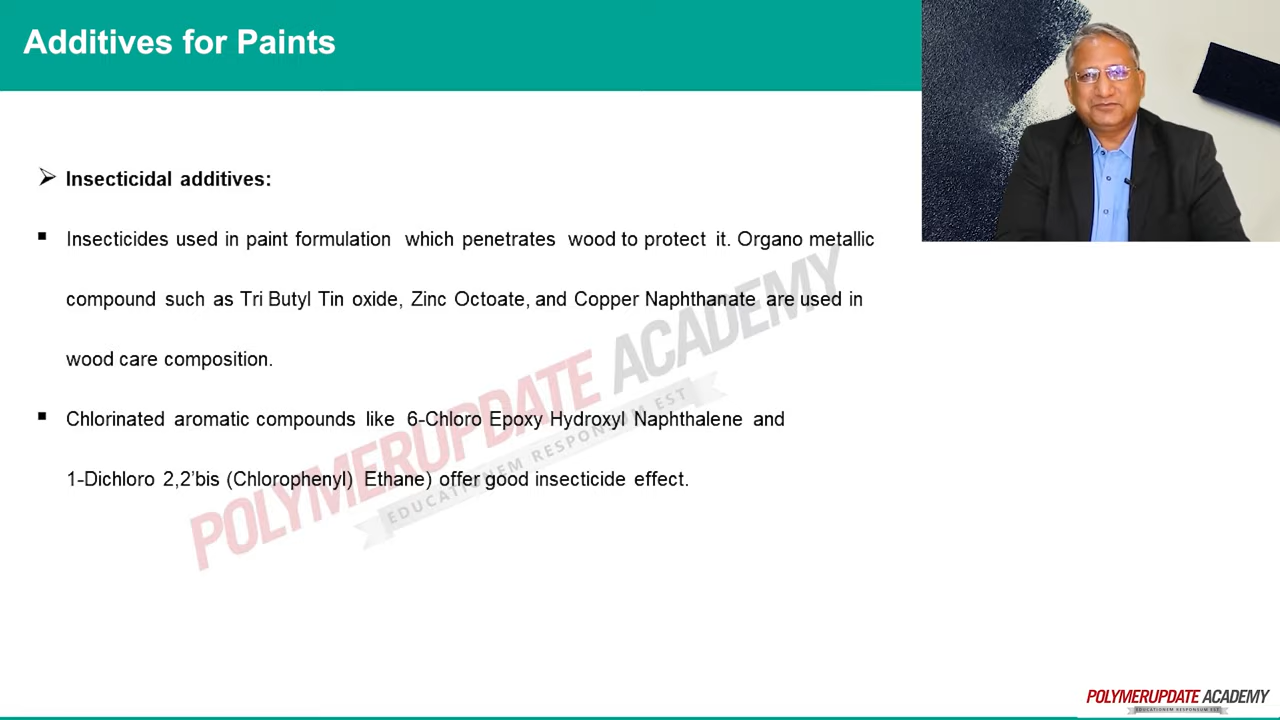 Additives for Paints
Insecticidal additives:
Insecticides used in paint formulation which penetrates wood to protect it. Organo metallic
compound such as Tri Butyl Tin oxide, Zinc Octoate, and Copper Naphthanate are used in
wood care composition.
Chlorinated aromatic compounds like 6-Chloro Epoxy Hydroxyl Naphthalene and
1-Dichloro 2,2’bis (Chlorophenyl) Ethane) offer good insecticide effect.
POLYMERUPDATE ACADEMY
EDUCATIONEM RESPONSUM EST
POLYMERUPDATE ACADEMY
EDUCATIONEM RESPONSUM EST